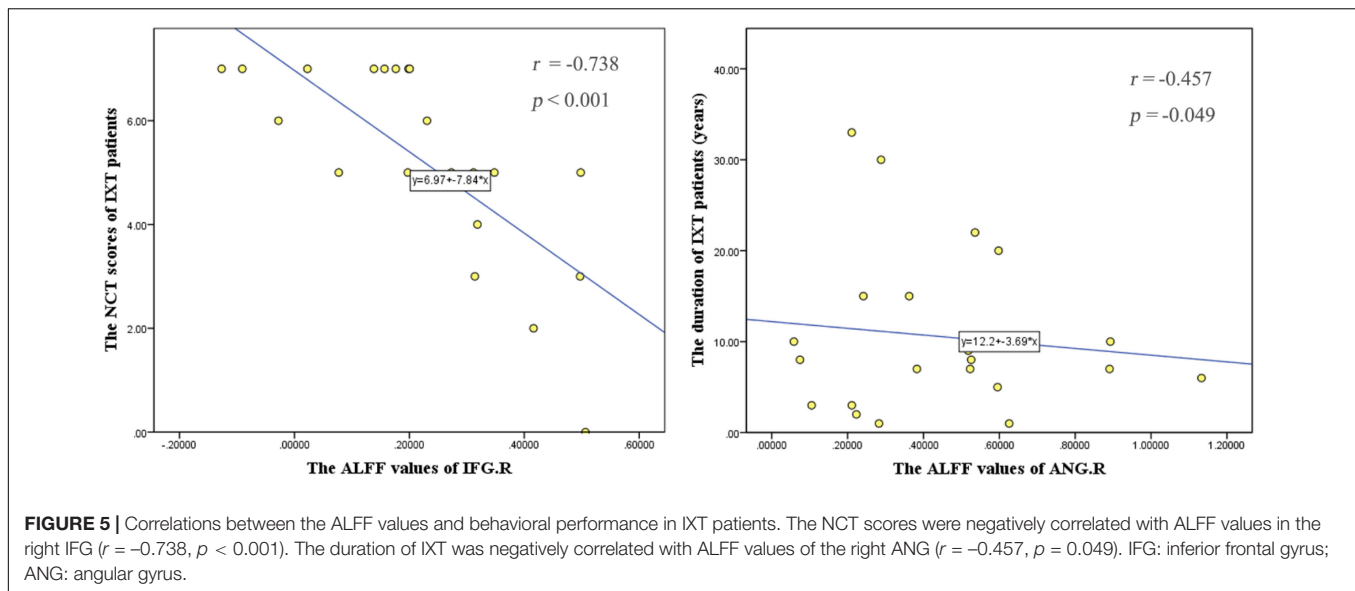 r = -0.738
p < 0.001
6.00
4.00
2.00
.00
-.20000 .00000 .20000 .40000 .60000
The NCT scores of IXT patients
y=6.97+-7.84*x
The ALFF values of IFG.R
r = -0.457
p = -0.049
40.00
30.00
20.00
10.00
.00
.00000 .20000 .40000 .60000 .80000 1.00000 1.20000
The duration of IXT patients (years)
y=12.2+-3.69*x
The ALFF values of ANG.R
FIGURE 5 | Correlations between the ALFF values and behavioral performance in IXT patients. The NCT scores were negatively correlated with ALFF values in the
right IFG (r = –0.738, p < 0.001). The duration of IXT was negatively correlated with ALFF values of the right ANG (r = –0.457, p = 0.049). IFG: inferior frontal gyrus;
ANG: angular gyrus.